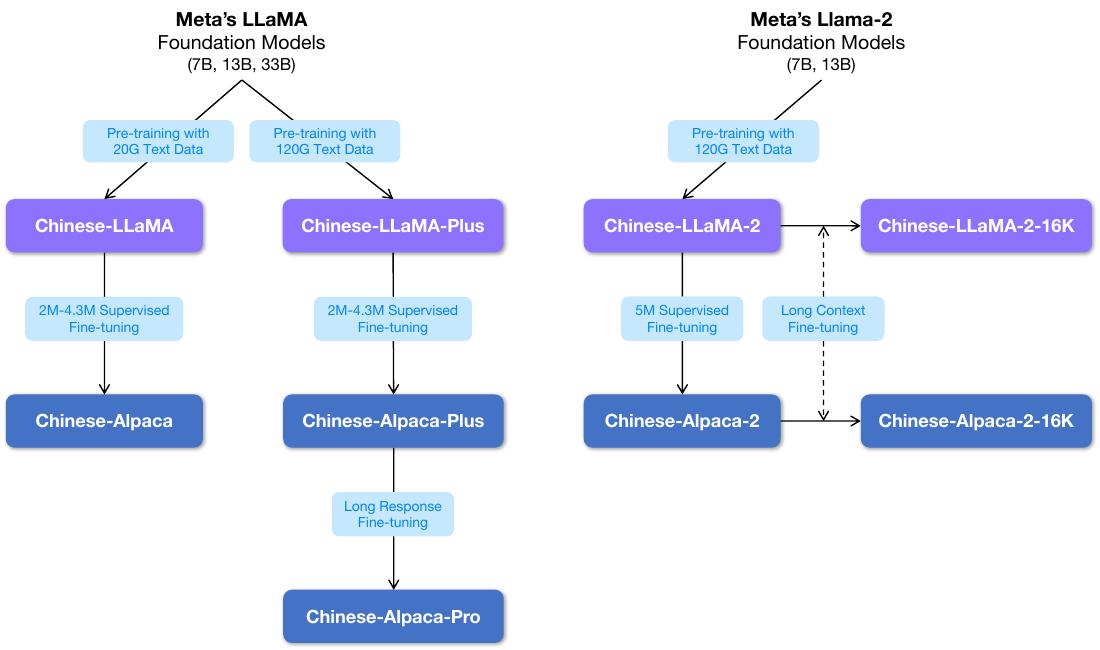 Meta’s LLaMA
Foundation Models
(7B, 13B, 33B)
Pre-training with
20G Text Data
Pre-training with
120G Text Data
Chinese-LLaMA
Chinese-LLaMA-Plus
2M-4.3M Supervised
Fine-tuning
2M-4.3M Supervised
Fine-tuning
Chinese-Alpaca
Chinese-Alpaca-Plus
Long Response
Fine-tuning
Chinese-Alpaca-Pro
Meta’s Llama-2
Foundation Models
(7B, 13B)
Pre-training with
120G Text Data
Chinese-LLaMA-2
Chinese-LLaMA-2-16K
5M Supervised
Fine-tuning
Long Context
Fine-tuning
Chinese-Alpaca-2
Chinese-Alpaca-2-16K